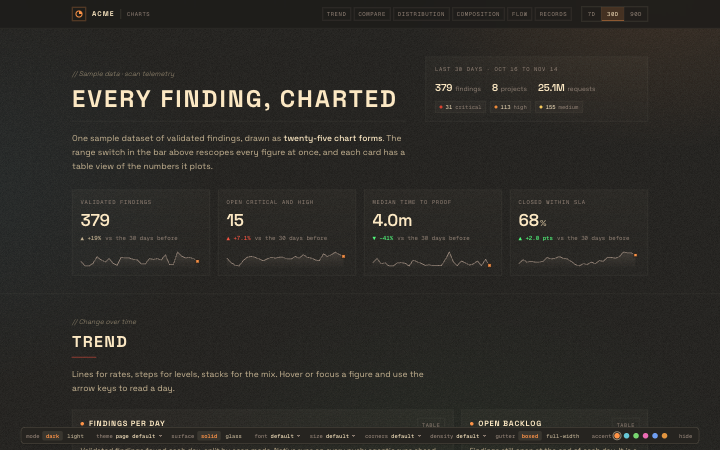 ACME
CHARTS
TREND
COMPARE
DISTRIBUTION
COMPOSITION
FLOW
RECORDS
7D
30D
90D
// Sample data · scan telemetry
EVERY FINDING, CHARTED
One sample dataset of validated findings, drawn as twenty-five chart forms. The
range switch in the bar above rescopes every figure at once, and each card has a
table view of the numbers it plots.
LAST 30 DAYS · OCT 16 TO NOV 14
379 findings 8 projects 25.1M requests
31 critical 113 high 155 medium
VALIDATED FINDINGS
379
▲ +19% vs the 30 days before
OPEN CRITICAL AND HIGH
15
▲ +7.1% vs the 30 days before
MEDIAN TIME TO PROOF
4.0m
▼ −41% vs the 30 days before
CLOSED WITHIN SLA
68%
▲ +2.0 pts vs the 30 days before
// Change over time
TREND
Lines for rates, steps for levels, stacks for the mix. Hover or focus a figure and use the
arrow keys to read a day.
FINDINGS PER DAY
TABLE
OPEN BACKLOG
TABLE
mode dark light theme page default surface solid glass font default size default coarness default density default gutter boxed full-width accent hide